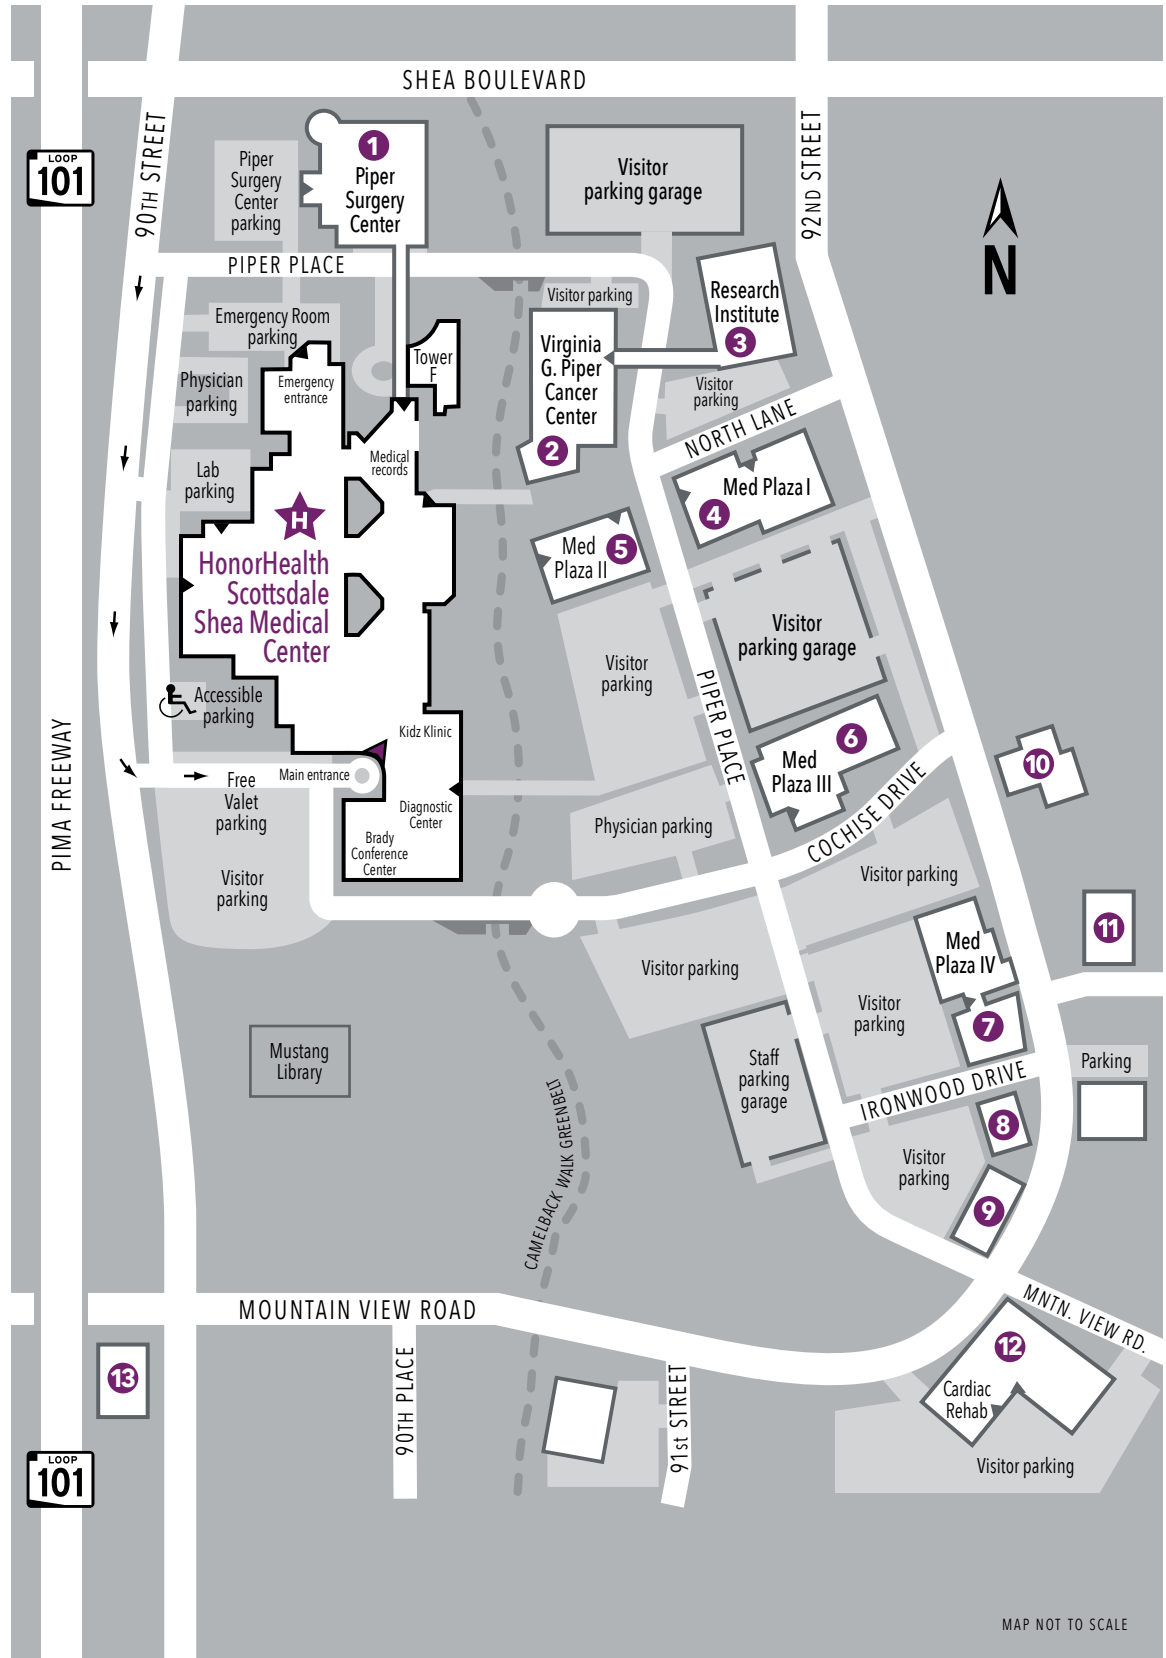 SHEA BOULEVARD
LOOP
101
90TH STREET
92ND STREET
Piper
Surgery
Center
parking
1
Piper
Surgery
Center
Visitor
parking garage
N
PIPER PLACE
Visitor parking
Research
Institute
3
Emergency Room
parking
Tower
F
Virginia
G. Piper
Cancer
Center
2
Physician
parking
Emergency
entrance
Visitor
parking
NORTH LANE
Medical
records
Lab
parking
Med Plaza I
4
H
HonorHealth
Scottsdale
Shea Medical
Center
Med
Plaza II
5
Visitor
parking garage
Visitor
parking
PIPER PLACE
Accessible
parking
Kidz Klinic
6
Med
Plaza III
10
PIMA FREEWAY
Main entrance
Free
Valet
parking
Diagnostic
Center
Physician parking
COCHISE DRIVE
Brady
Conference
Center
Visitor
parking
Visitor parking
11
Med
Plaza IV
Visitor parking
Visitor
parking
7
Mustang
Library
Staff
parking
garage
Parking
IRONWOOD DRIVE
8
CAMELBACK WALK GREENBELT
Visitor
parking
9
MOUNTAIN VIEW ROAD
MNTN. VIEW RD.
12
13
90TH PLACE
91st STREET
Cardiac
Rehab
Visitor parking
LOOP
101
MAP NOT TO SCALE